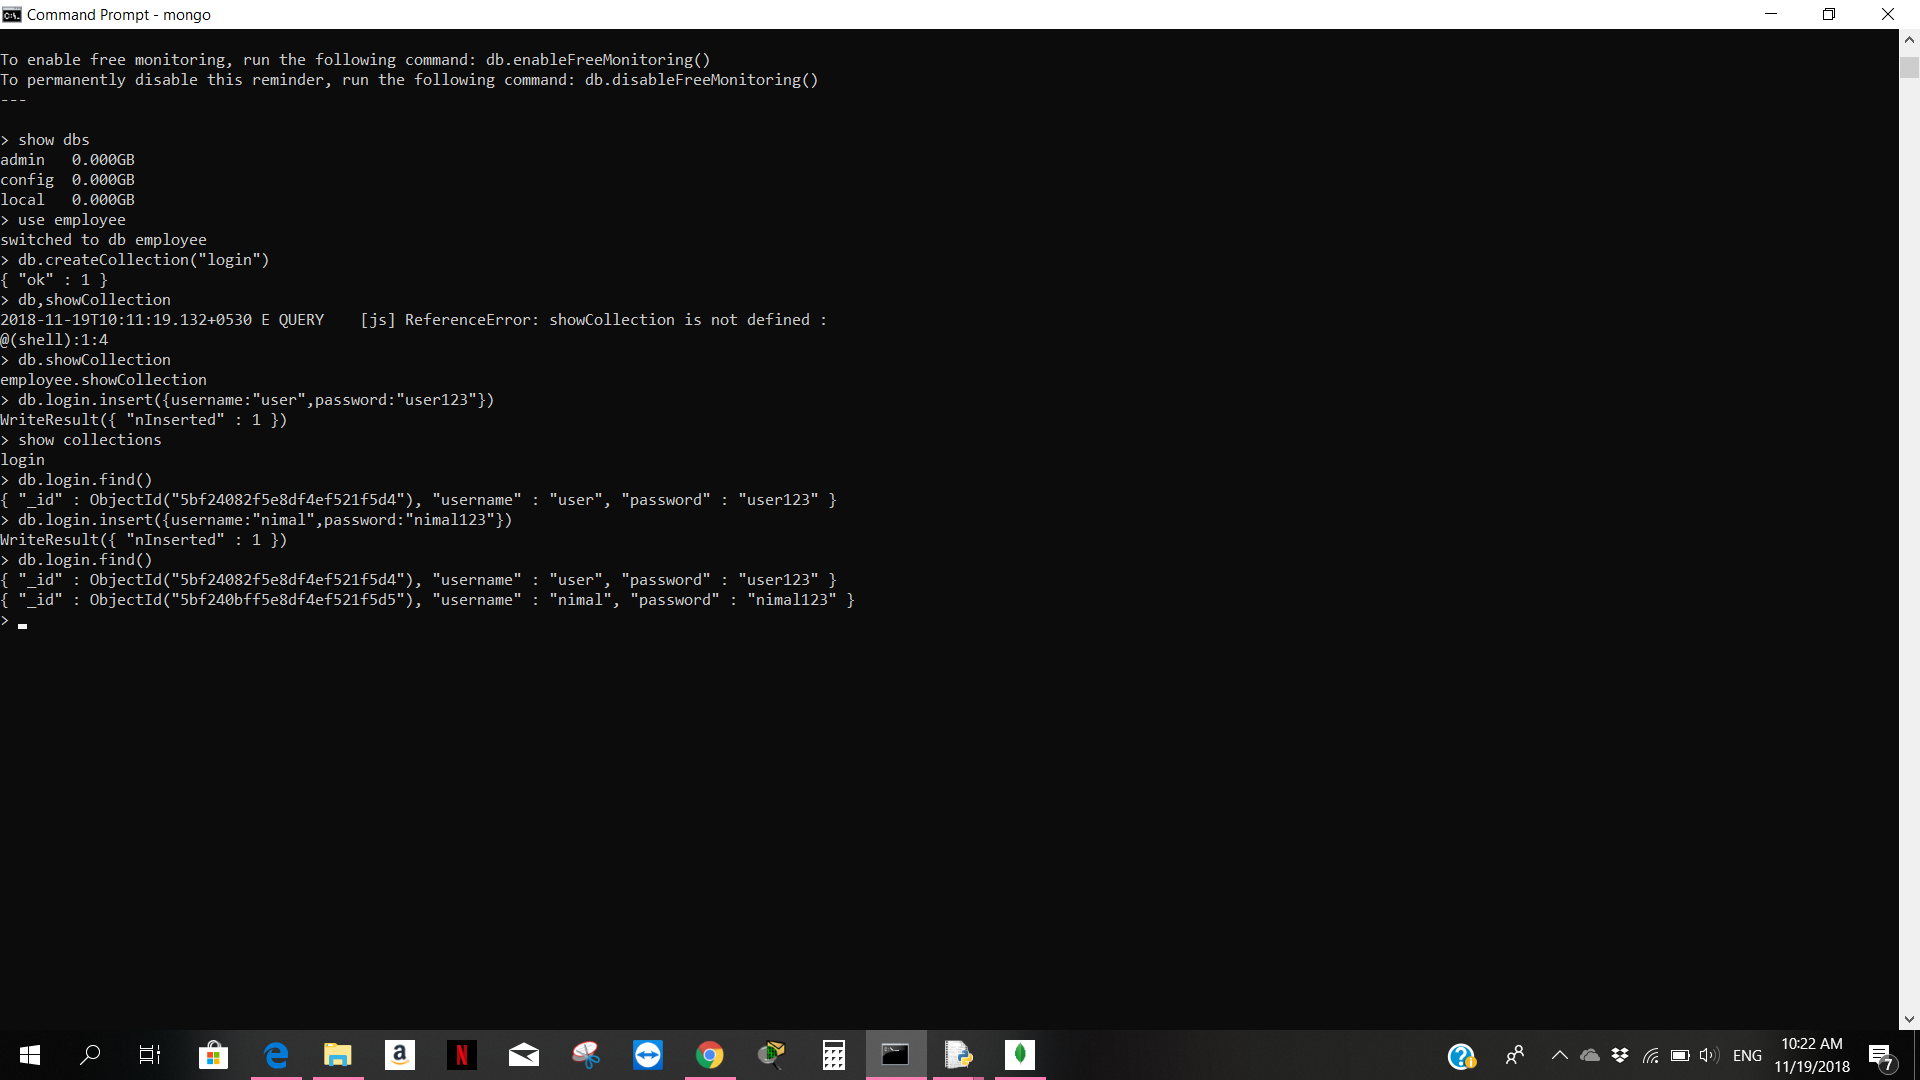 Command Prompt - mongo
To enable free monitoring, run the following command: db.enableFreeMonitoring()
To permanently disable this reminder, run the following command: db.disableFreeMonitoring()
---
> show dbs
admin   0.000GB
config  0.000GB
local   0.000GB
> use employee
switched to db employee
> db.createCollection("login")
{ "ok" : 1 }
> db,showCollection
2018-11-19T10:11:19.132+0530 E QUERY    [js] ReferenceError: showCollection is not defined :
@(shell):1:4
> db.showCollection
employee.showCollection
> db.login.insert({username:"user",password:"user123"})
WriteResult({ "nInserted" : 1 })
> show collections
login
> db.login.find()
{ "_id" : ObjectId("5bf24082f5e8df4ef521f5d4"), "username" : "user", "password" : "user123" }
> db.login.insert({username:"nimal",password:"nimal123"})
WriteResult({ "nInserted" : 1 })
> db.login.find()
{ "_id" : ObjectId("5bf24082f5e8df4ef521f5d4"), "username" : "user", "password" : "user123" }
{ "_id" : ObjectId("5bf240bff5e8df4ef521f5d5"), "username" : "nimal", "password" : "nimal123" }
>
ENG
10:22 AM
11/19/2018
7